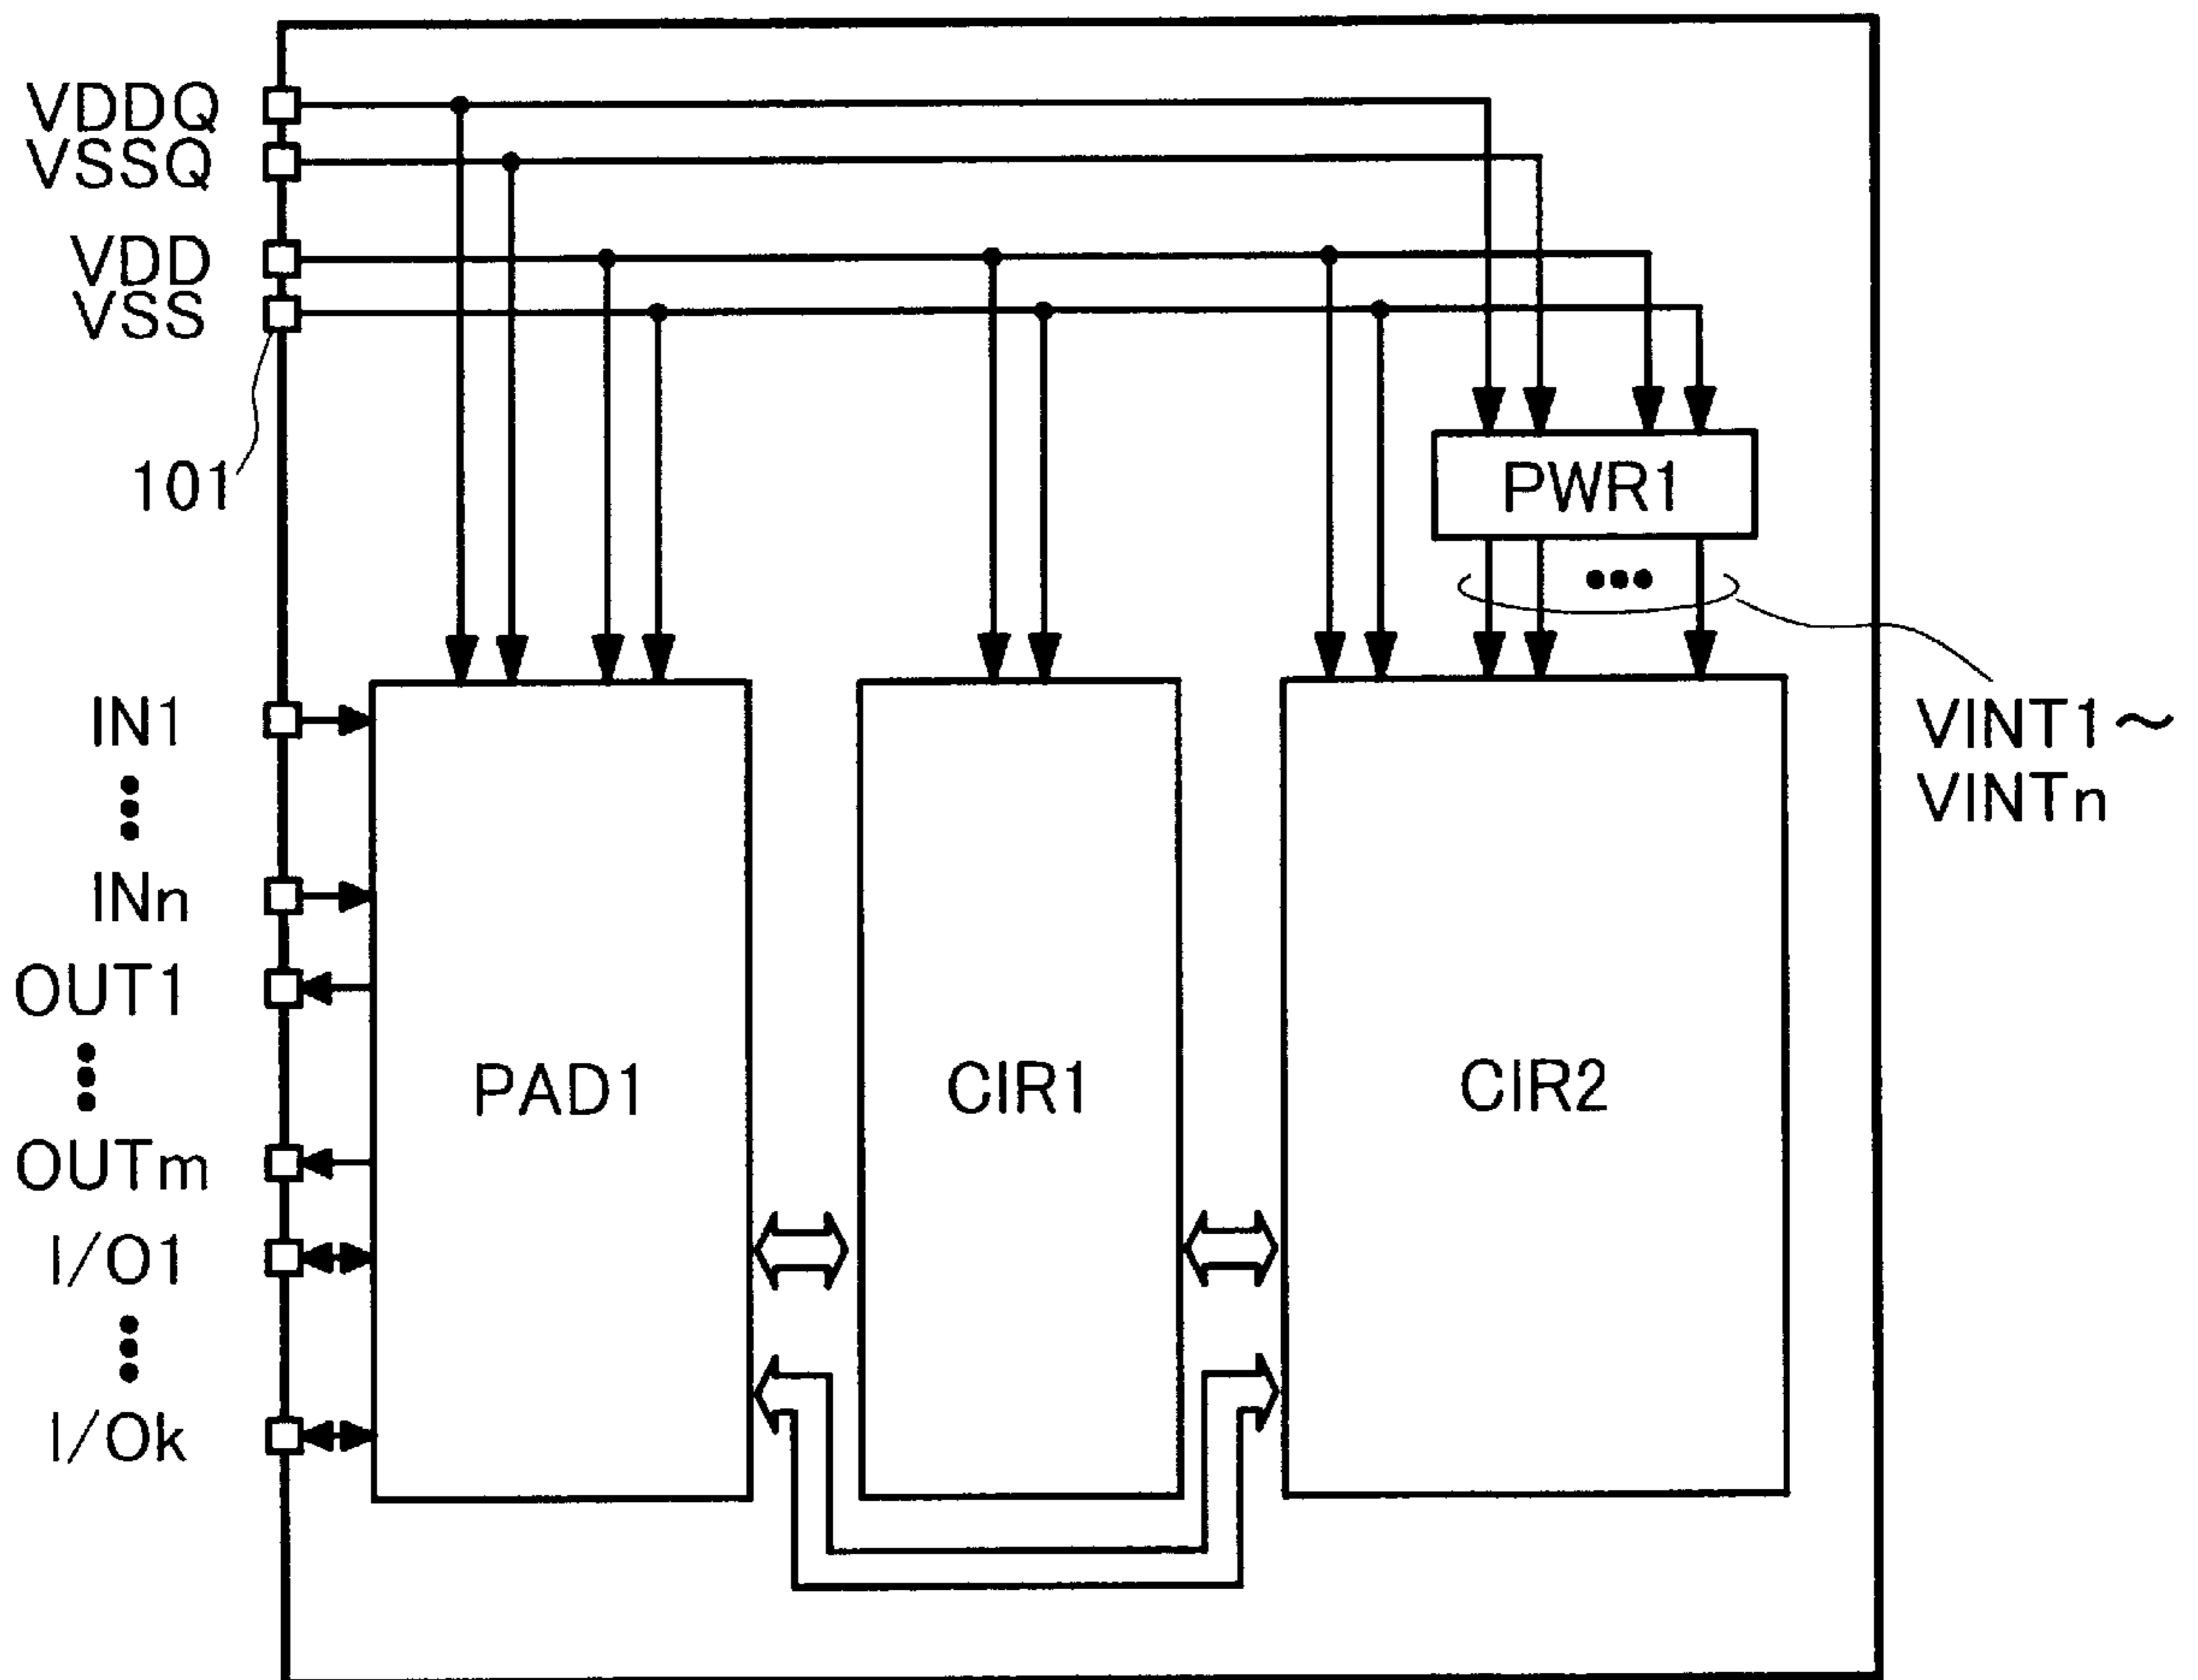 VDDQ
VSSQ
VDD
VSS
101
PWR1
IN1
VINT1～
VINTn
INn
OUT1
PAD1
CIR1
CIR2
OUTm
I/O1
I/Ok